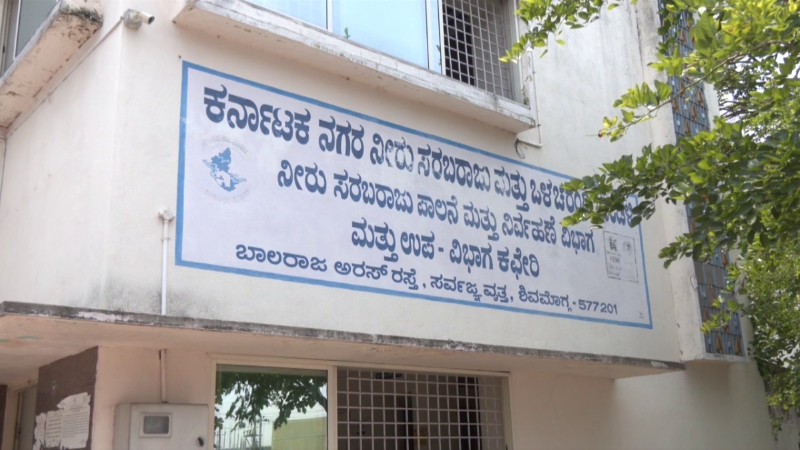 ಕರ್ನಾಟಕ ನಗರ ನೀರು ಸರಬರಾಜು ಮತ್ತು ಒಳಚರಂಡಿ
ನೀರು ಸರಬರಾಜು ಪಾಲನೆ ಮತ್ತು ನಿರ್ವಹಣೆ ವಿಭಾಗ
ಮತ್ತು ಉಪ - ವಿಭಾಗ ಕಛೇರಿ
ಬಾಲರಾಜ ಅರಸ್ ರಸ್ತೆ, ಸರ್ವಜ್ಞ ವೃತ್ತ, ಶಿವಮೊಗ್ಗ - 577201